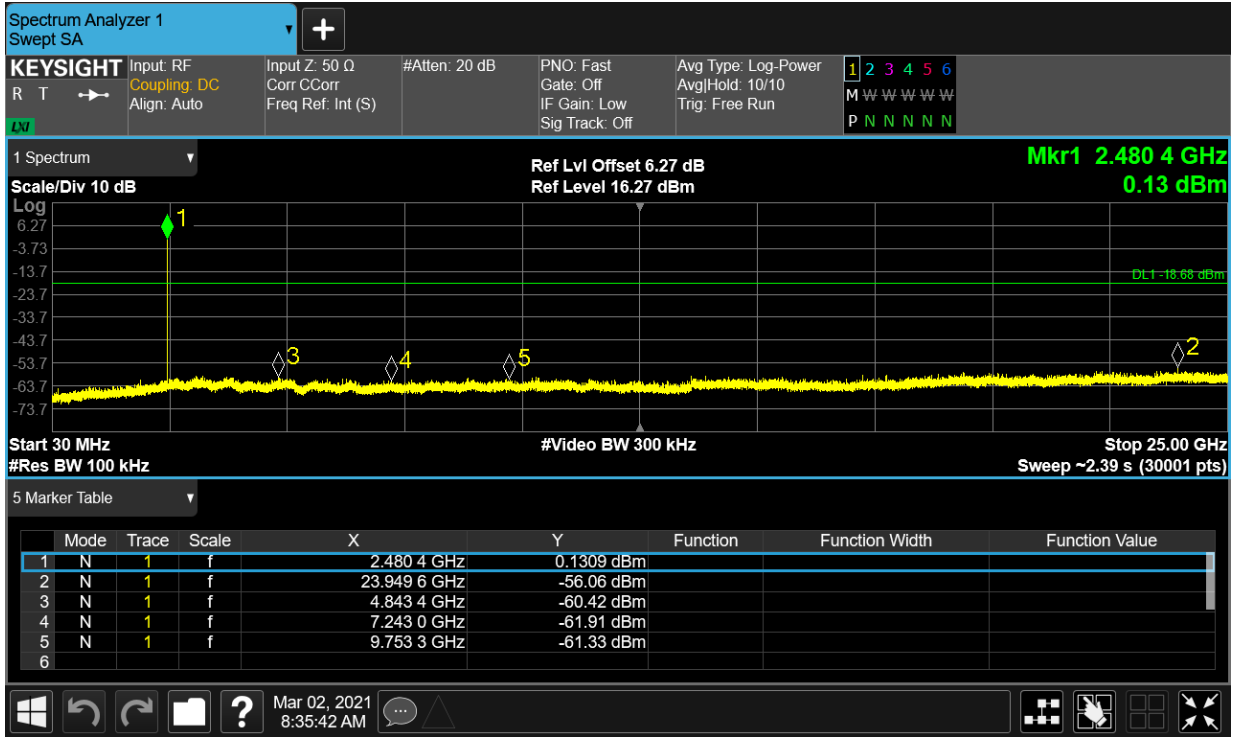 Spectrum Analyzer 1
Swept SA
+
KEYSIGHT
R T
LXI
Input: RF
Coupling: DC
Align: Auto
Input Z: 50 Ω
Corr CCorr
Freq Ref: Int (S)
#Atten: 20 dB
PNO: Fast
Gate: Off
IF Gain: Low
Sig Track: Off
Avg Type: Log-Power
Avg|Hold: 10/10
Trig: Free Run
1 2 3 4 5 6
M W W W W W
P N N N N N N
1 Spectrum
Scale/Div 10 dB
Ref Lvl Offset 6.27 dB
Ref Level 16.27 dBm
Mkr1 2.480 4 GHz
0.13 dBm
Log
6.27
-3.73
-13.7
-23.7
-33.7
-43.7
-53.7
-63.7
-73.7
1
DL1 -18.68 dBm
3
4
5
2
Start 30 MHz
#Video BW 300 kHz
Stop 25.00 GHz
#Res BW 100 kHz
Sweep ~2.39 s (30001 pts)
5 Marker Table
Mode Trace Scale X Y Function Function Width Function Value
1 N 1 f 2.480 4 GHz 0.1309 dBm
2 N 1 f 23.949 6 GHz -56.06 dBm
3 N 1 f 4.843 4 GHz -60.42 dBm
4 N 1 f 7.243 0 GHz -61.91 dBm
5 N 1 f 9.753 3 GHz -61.33 dBm
6
?
Mar 02, 2021
8:35:42 AM